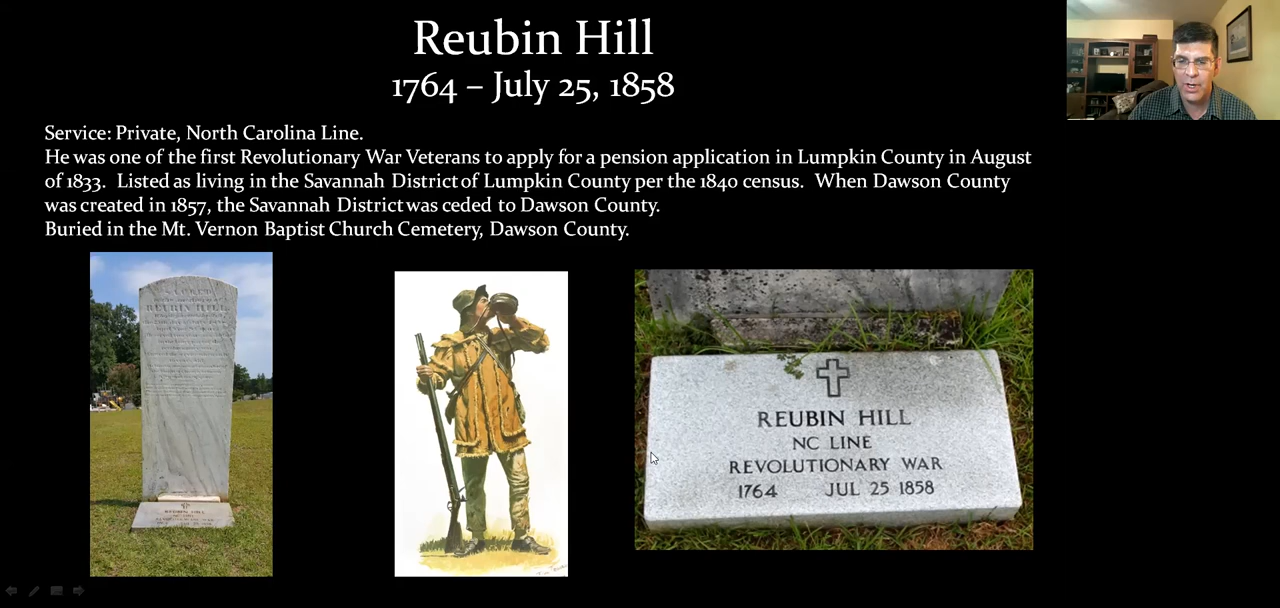 Reubin Hill
1764 – July 25, 1858
Service: Private, North Carolina Line.
He was one of the first Revolutionary War Veterans to apply for a pension application in Lumpkin County in August
of 1833.  Listed as living in the Savannah District of Lumpkin County per the 1840 census.  When Dawson County
was created in 1857, the Savannah District was ceded to Dawson County.
Buried in the Mt. Vernon Baptist Church Cemetery, Dawson County.
REUBIN HILL
REUBIN HILL
REUBIN HILL
NC LINE
REVOLUTIONARY WAR
1764 JUL 25 1858